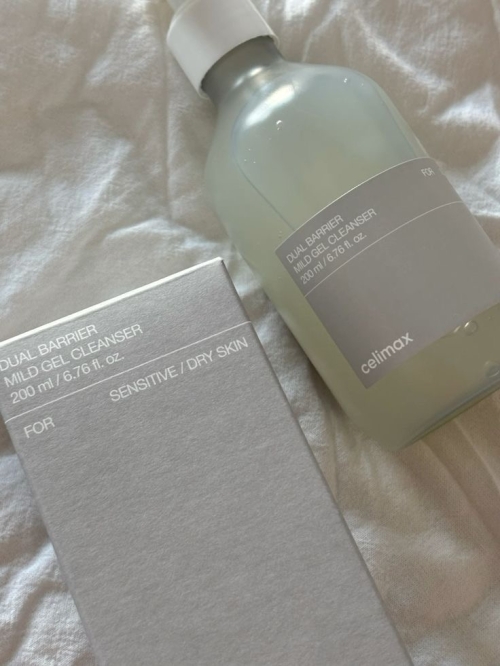 DUAL BARRIER
MILD GEL CLEANSER
200 ml / 6.76 fl. oz.
FOR SENSITIVE / DRY SKIN
DUAL BARRIER
MILD GEL CLEANSER
200 ml / 6.76 fl. oz.
FOR
celimax